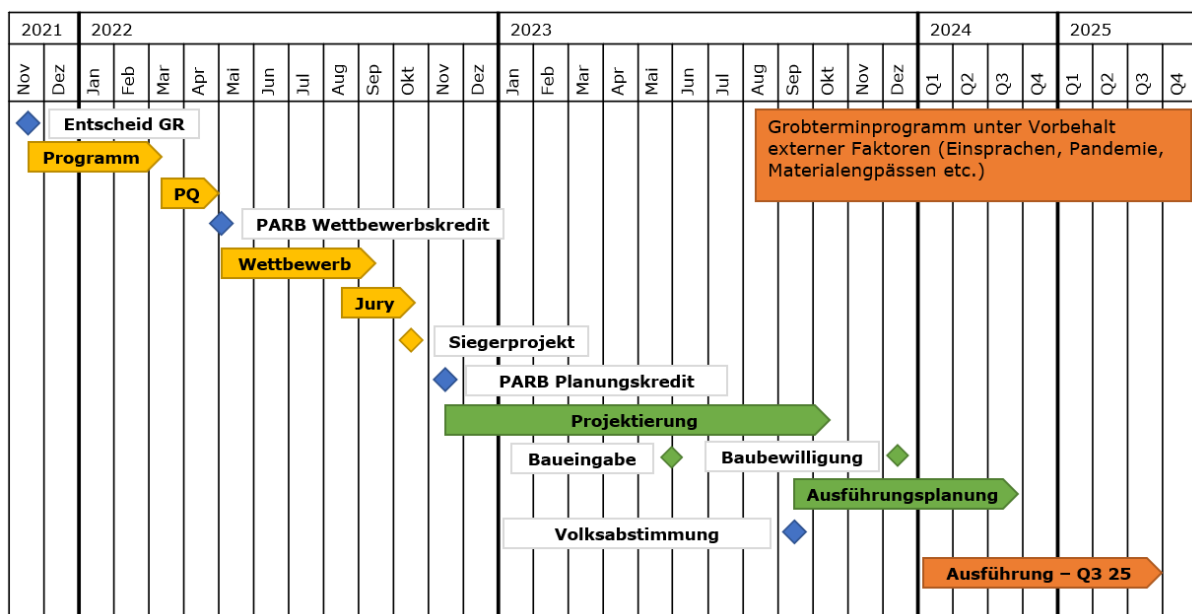 2021 2022 2023 2024 2025
Nov Dez Jan Feb Mar Apr Mai Jun Jul Aug Sep Okt Nov Dez Jan Feb Mar Apr Mai Jun Jul Aug Sep Okt Nov Dez Q1 Q2 Q3 Q4 Q1 Q2 Q3 Q4
Entscheid GR
Grobterminprogramm unter Vorbehalt
externer Faktoren (Einsprachen, Pandemie,
Materialengpässen etc.)
Programm
PQ
PARB Wettbewerbskredit
Wettbewerb
Jury
Siegerprojekt
PARB Planungskredit
Projektierung
Baueingabe
Baubewilligung
Ausführungsplanung
Volksabstimmung
Ausführung – Q3 25